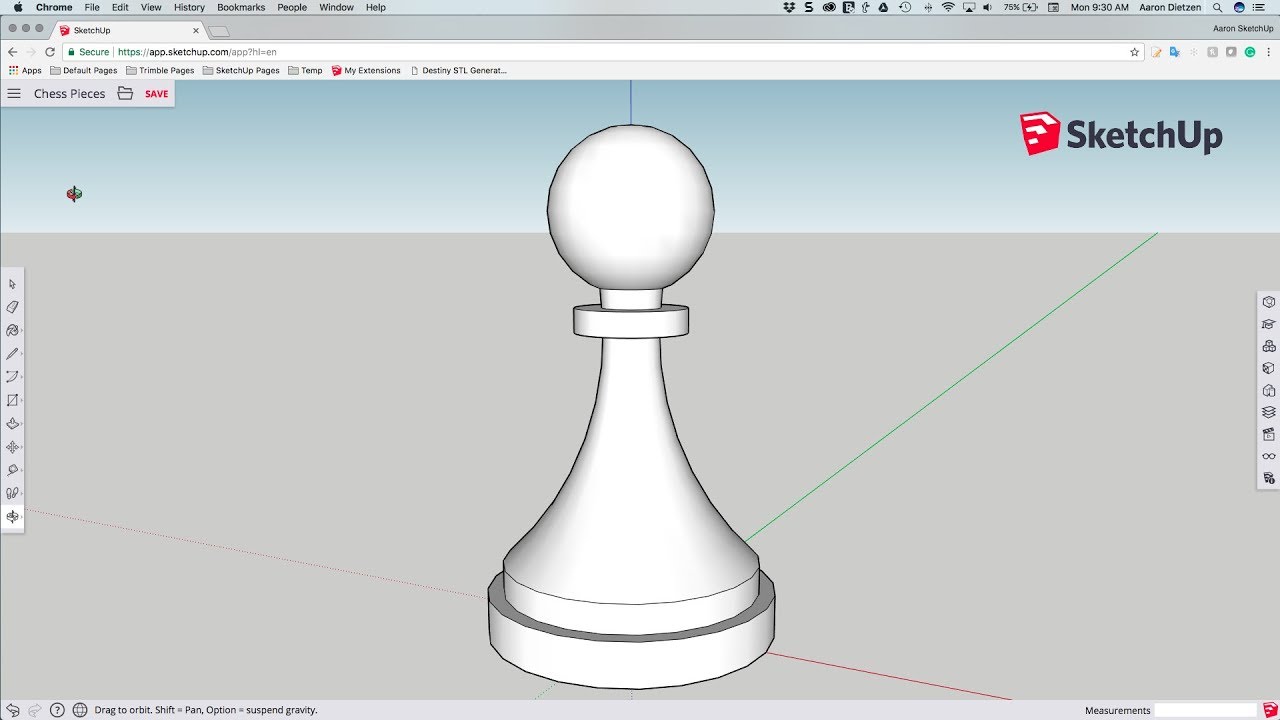 Chrome File Edit View History Bookmarks People Window Help 75% Mon 9:30 AM Aaron Dietzen
SketchUp Aaron SketchUp
Secure https://app.sketchup.com/app?hl=en
Apps Default Pages Trimble Pages SketchUp Pages Temp My Extensions Destiny STL Generat...
Chess Pieces SAVE
SketchUp
Drag to orbit. Shift = Pan, Option = suspend gravity. Measurements